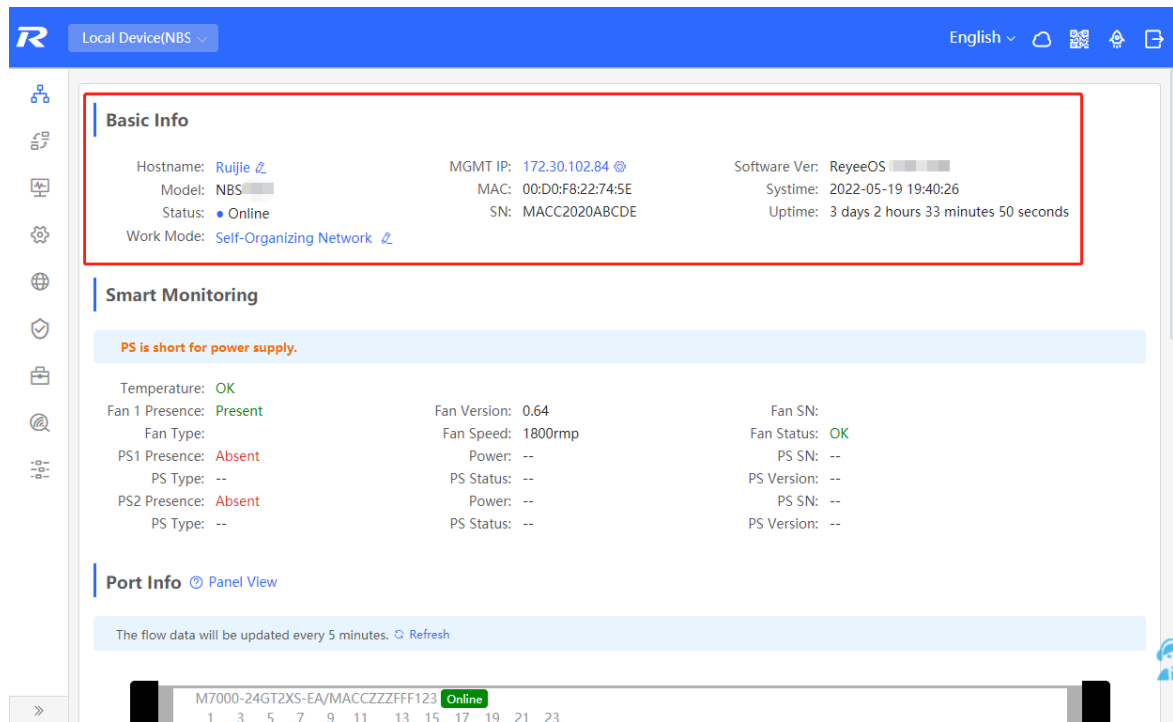 R Local Device(NBS English
Basic Info
Hostname: Ruijie MGMT IP: 172.30.102.84 Software Ver: ReyeeOS
Model: NBS MAC: 00:D0:F8:22:74:5E Systime: 2022-05-19 19:40:26
Status: Online SN: MACC2020ABCDE Uptime: 3 days 2 hours 33 minutes 50 seconds
Work Mode: Self-Organizing Network
Smart Monitoring
PS is short for power supply.
Temperature: OK
Fan 1 Presence: Present Fan Version: 0.64 Fan SN:
Fan Type: Fan Speed: 1800rmp Fan Status: OK
PS1 Presence: Absent Power: -- PS SN: --
PS Type: -- PS Status: -- PS Version: --
PS2 Presence: Absent Power: -- PS SN: --
PS Type: -- PS Status: -- PS Version: --
Port Info Panel View
The flow data will be updated every 5 minutes. Refresh
M7000-24GT2XS-EA/MACCZZZFFF123 Online
1 3 5 7 9 11 13 15 17 19 21 23